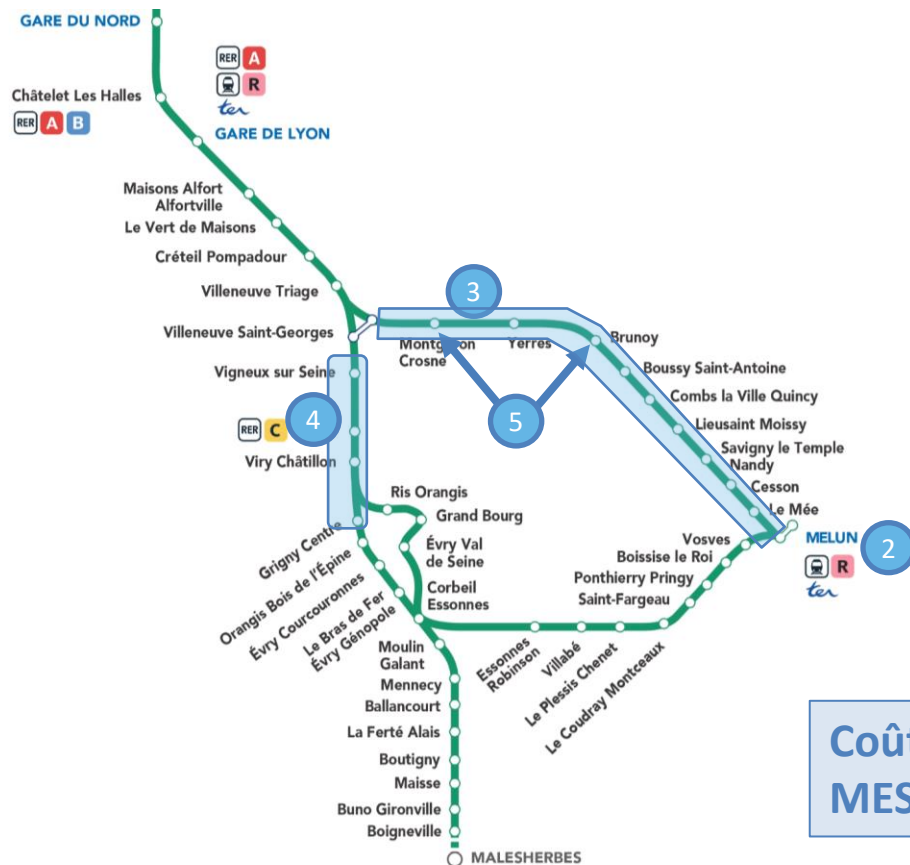 GARE DU NORD
RER A
R
ter
GARE DE LYON
Châtelet Les Halles
RER A B
Maisons Alfort
Alfortville
Le Vert de Maisons
Créteil Pompadour
Villeneuve Triage
3
Villeneuve Saint-Georges
Montgeron
Crosne
Yerres
Brunoy
Vigneux sur Seine
Boussy Saint-Antoine
Combs la Ville Quincy
5
4
RER C
Lieusaint Moissy
Viry Châtillon
Savigny le Temple
Nandy
Cesson
Le Mée
Ris Orangis
Grand Bourg
Vosves
MELUN
2
R
ter
Grigny Centre
Évry Val
de Seine
Boissise le Roi
Orangis Bois de l'Épine
Ponthierry Pringy
Évry Courcouronnes
Corbeil
Essonnes
Saint-Fargeau
Le Bras de Fer
Évry Génopole
Moulin
Galant
Essonnes
Robinson
Villabé
Le Plessis Chenet
Le Coudray Montceaux
Mennecy
Ballancourt
La Ferté Alais
Boutigny
Maisse
Buno Gironville
Boigneville
MALESHERBES
Coût
MES